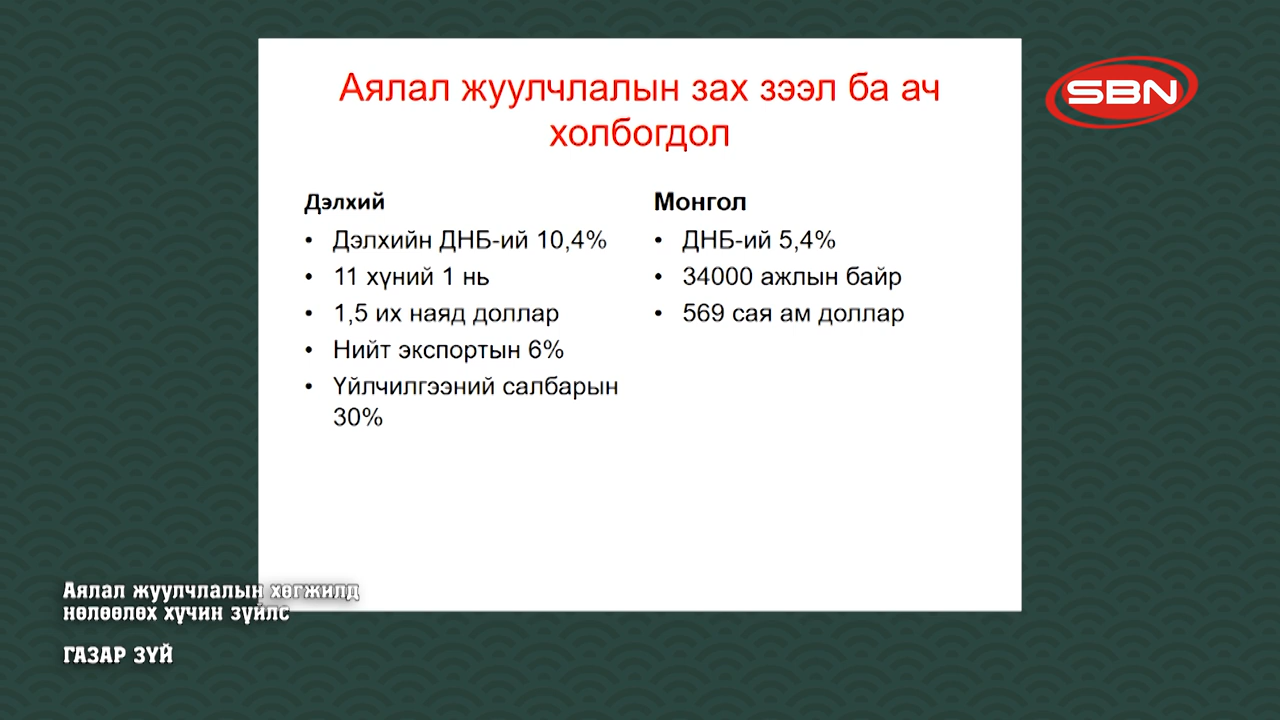 Аялал жуулчлалын зах зээл ба ач
холбогдол
SBN
Дэлхий
• Дэлхийн ДНБ-ий 10,4%
• 11 хүний 1 нь
• 1,5 их наяд доллар
• Нийт экспортын 6%
• Үйлчилгээний салбарын
30%
Монгол
• ДНБ-ий 5,4%
• 34000 ажлын байр
• 569 сая ам доллар
Аялал жуулчлалын хөгжилд
нөлөөлөх хүчин зүйлс
ГАЗАР ЗҮЙ